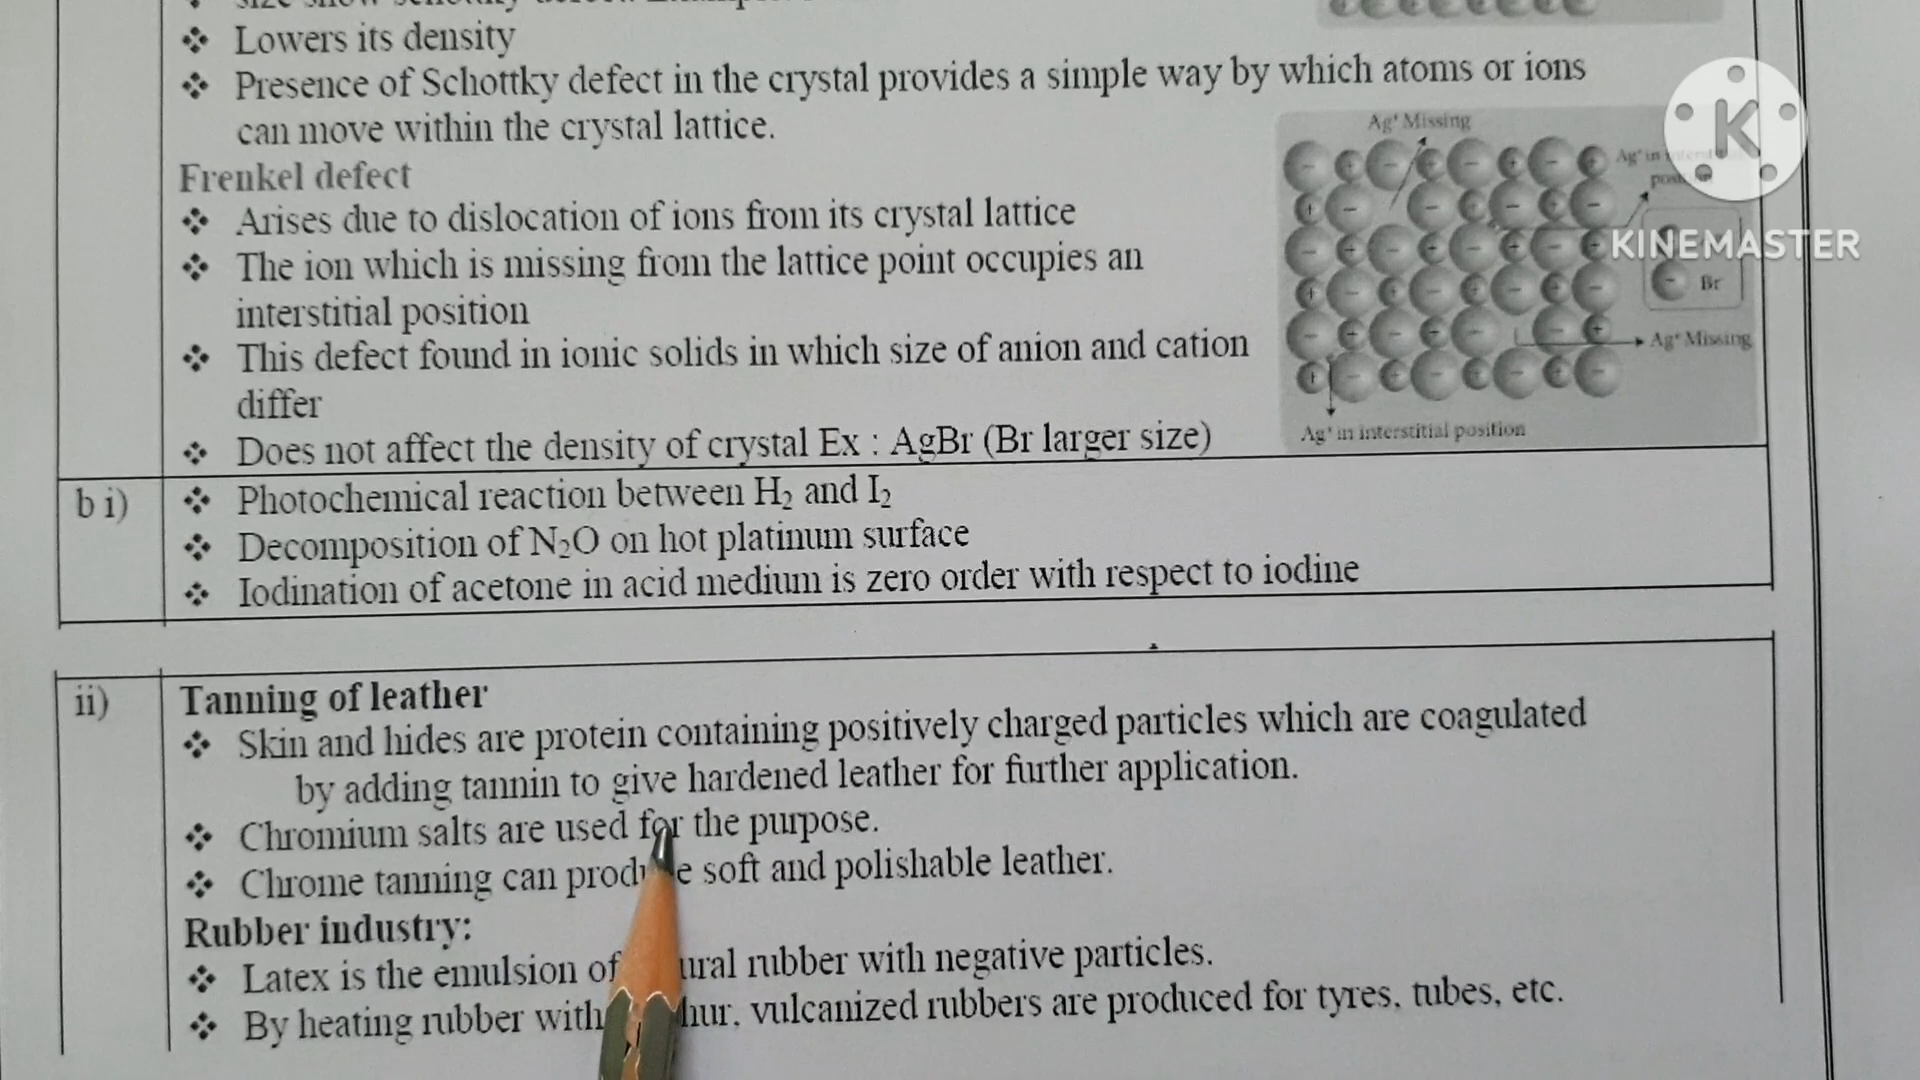 Lowers its density
Presence of Schottky defect in the crystal provides a simple way by which atoms or ions
can move within the crystal lattice.
Frenkel defect
Arises due to dislocation of ions from its crystal lattice
The ion which is missing from the lattice point occupies an
interstitial position
This defect found in ionic solids in which size of anion and cation
differ
Does not affect the density of crystal Ex : AgBr (Br larger size)
Ag⁺ Missing
Ag⁺ in
K
KINEMASTER
Br
Ag⁺ Missing
Ag⁺ in interstitial position
b i)
Photochemical reaction between H₂ and I₂
Decomposition of N₂O on hot platinum surface
Iodination of acetone in acid medium is zero order with respect to iodine
ii)
Tanning of leather
Skin and hides are protein containing positively charged particles which are coagulated
by adding tannin to give hardened leather for further application.
Chromium salts are used for the purpose.
Chrome tanning can soft and polishable leather.
Rubber industry:
Latex is the emulsion of rubber with negative particles.
By heating rubber with vulcanized rubbers are produced for tyres, tubes, etc.